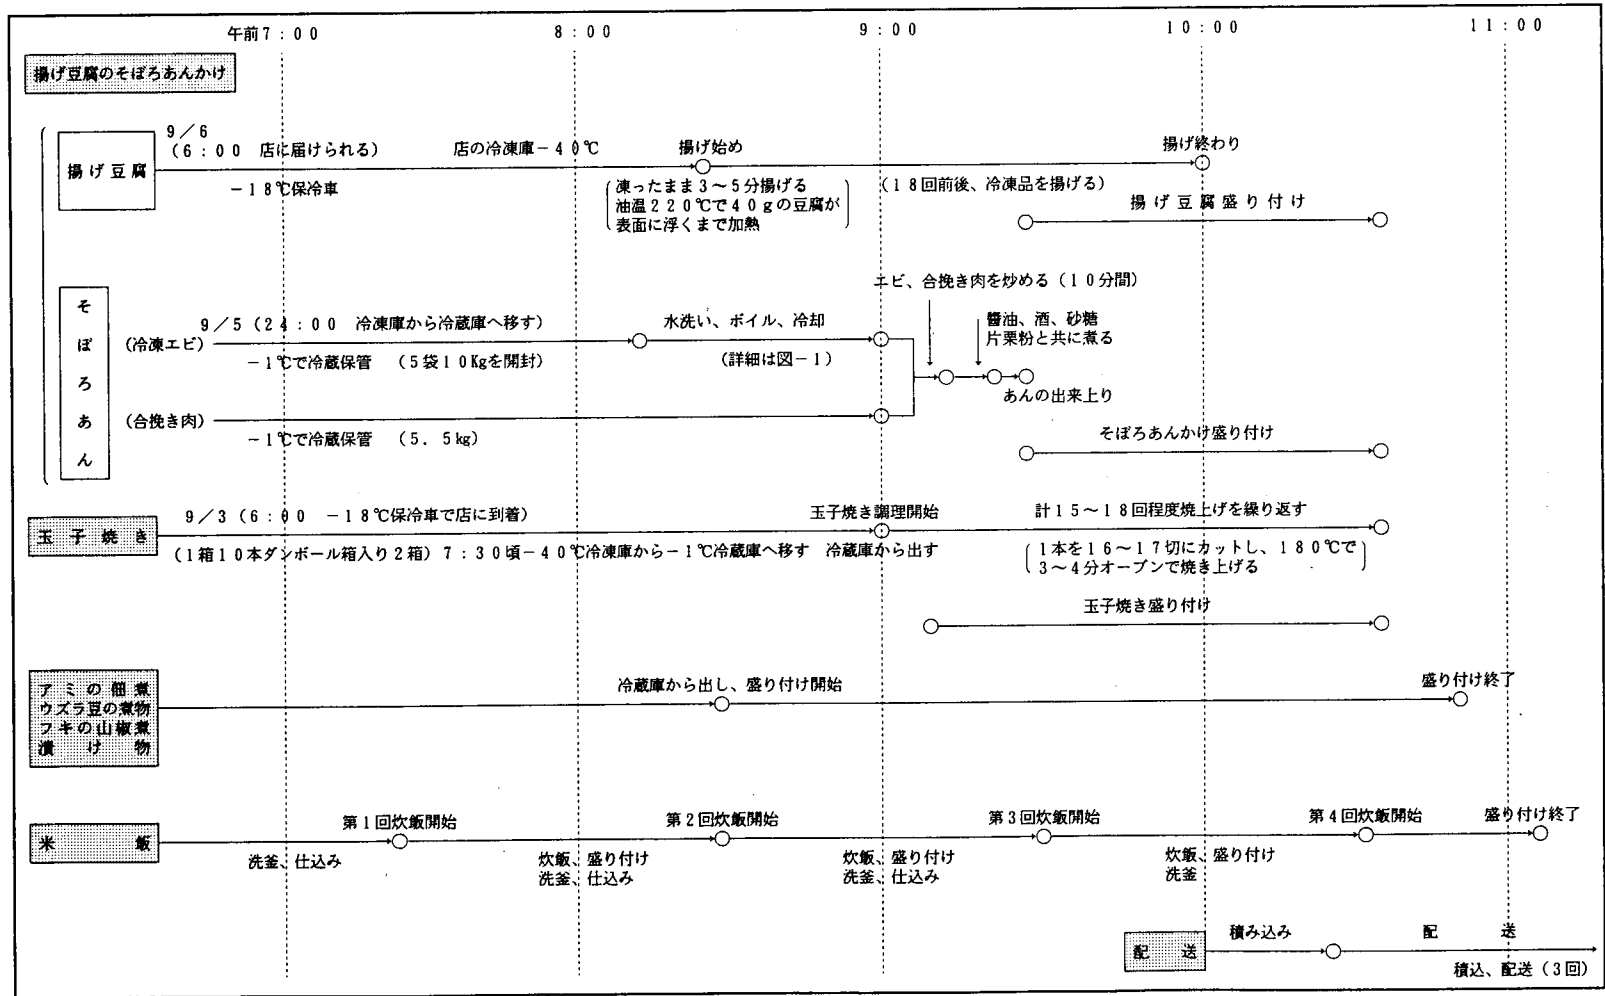 午前7：00
8：00
9：00
10：00
11：00
揚げ豆腐のそぼろあんかけ
揚げ豆腐
9／6
(6：00　店に届けられる)
店の冷凍庫－40℃
揚げ始め
揚げ終わり
－18℃保冷車
凍ったまま3～5分揚げる
油温220℃で40gの豆腐が
表面に浮くまで加熱
(18回前後、冷凍品を揚げる)
揚げ豆腐盛り付け
そぼろあん
エビ、合挽き肉を炒める(10分間)
9／5(24：00　冷凍庫から冷蔵庫へ移す)
水洗い、ボイル、冷却
醤油、酒、砂糖
片栗粉と共に煮る
(冷凍エビ)
－1℃で冷蔵保管　(5袋10Kgを開封)
(詳細は図－1)
あんの出来上り
(合挽き肉)
－1℃で冷蔵保管　(5．5kg)
そぼろあんかけ盛り付け
玉子焼き
9／3(6：00　－18℃保冷車で店に到着)
玉子焼き調理開始
計15～18回程度焼上げを繰り返す
(1箱10本ダンボール箱入り2箱)　7：30頃－40℃冷凍庫から－1℃冷蔵庫へ移す　冷蔵庫から出す
1本を16～17切にカットし、180℃で
3～4分オーブンで焼き上げる
玉子焼き盛り付け
アミの佃煮
ウズラ豆の煮物
フキの山椒煮
漬け物
冷蔵庫から出し、盛り付け開始
盛り付け終了
米飯
第1回炊飯開始
第2回炊飯開始
第3回炊飯開始
第4回炊飯開始
盛り付け終了
洗釜、仕込み
炊飯、盛り付け
洗釜、仕込み
炊飯、盛り付け
洗釜、仕込み
炊飯、盛り付け
洗釜
配送
積み込み
配送
積込、配送(3回)